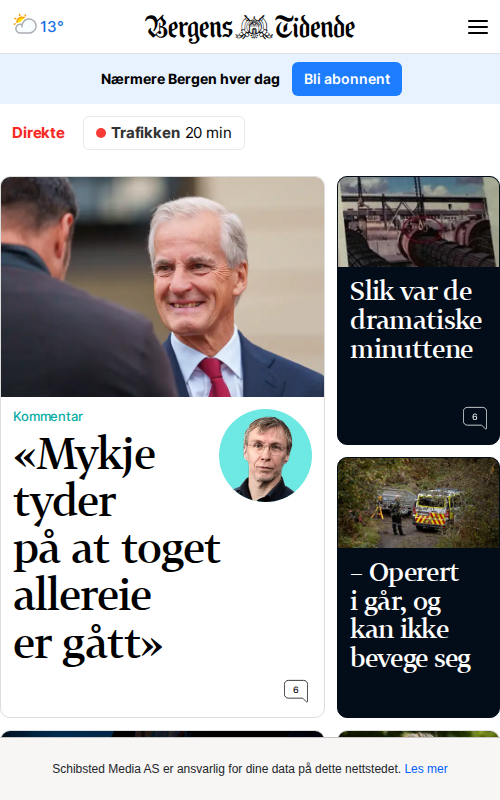 13°
Bergens Tidende
Nærmere Bergen hver dag
Bli abonnent
Direkte
Trafikken 20 min
Kommentar
«Mykje
tyder
på at toget
allereie
er gått»
6
Slik var de
dramatiske
minuttene
6
– Operert
i går, og
kan ikke
bevege seg
Schibsted Media AS er ansvarlig for dine data på dette nettstedet. Les mer